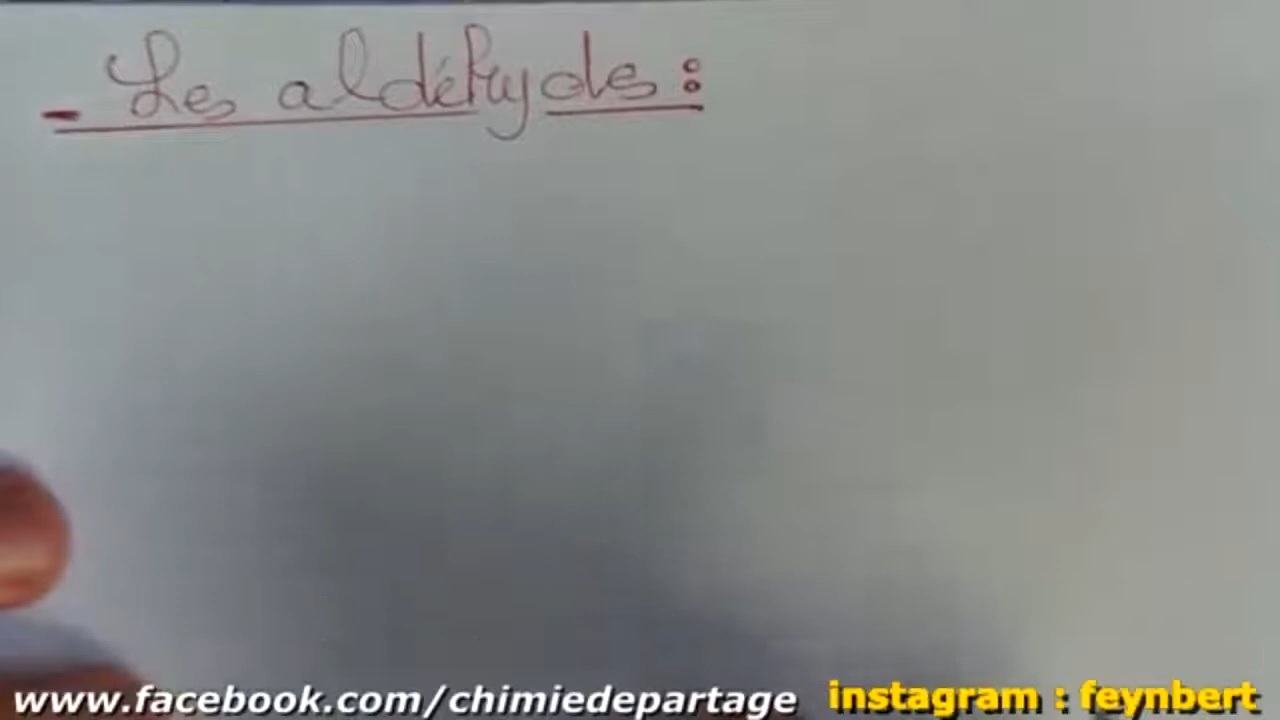 - Les aldéhydes :
www.facebook.com/chimiedepartage
instagram : feynbert